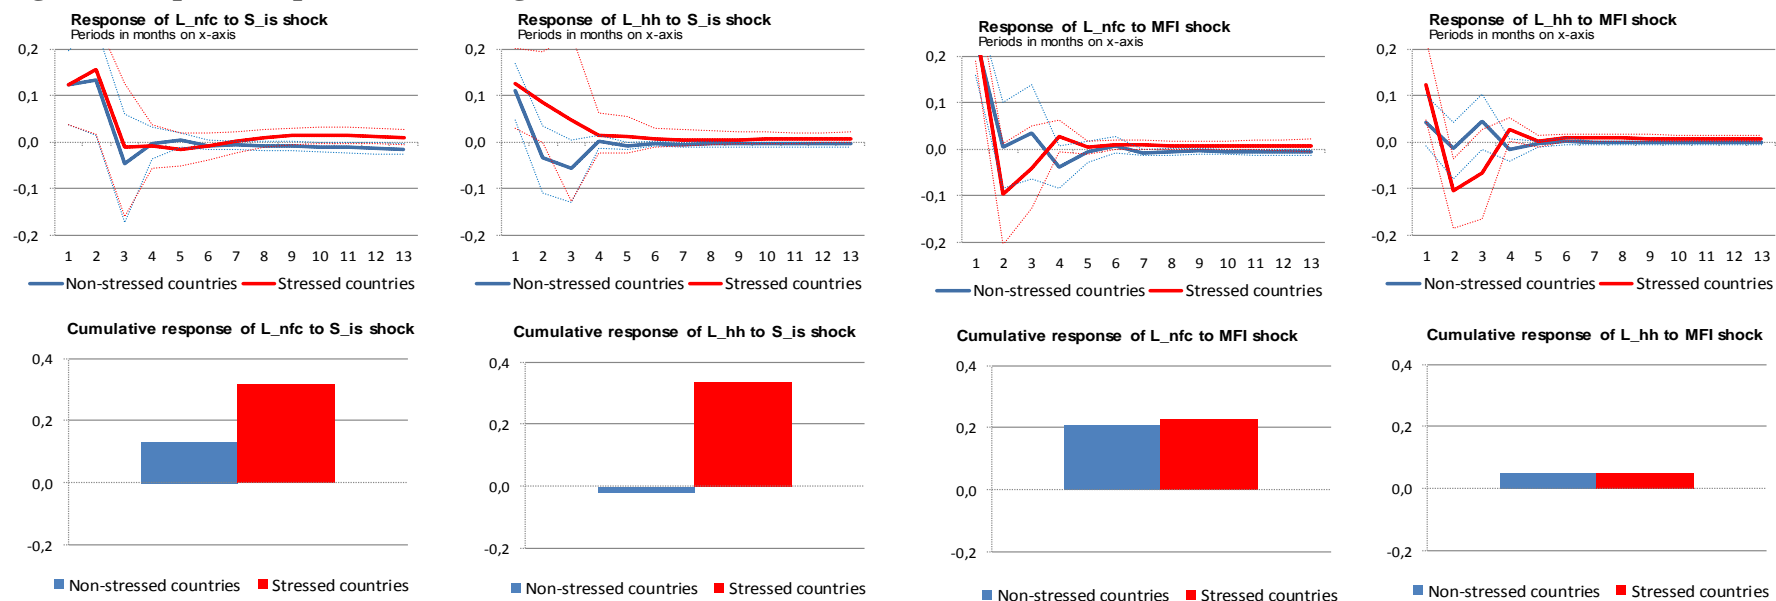 Response of L_nfc to S_is shock
Periods in months on x-axis
0,2
0,1
0,0
-0,1
-0,2
1 2 3 4 5 6 7 8 9 10 11 12 13
Non-stressed countries Stressed countries
Response of L_hh to S_is shock
Periods in months on x-axis
0,2
0,1
0,0
-0,1
-0,2
1 2 3 4 5 6 7 8 9 10 11 12 13
Non-stressed countries Stressed countries
Response of L_nfc to MFI shock
Periods in months on x-axis
0,2
0,1
0,0
-0,1
-0,2
1 2 3 4 5 6 7 8 9 10 11 12 13
Non-stressed countries Stressed countries
Response of L_hh to MFI shock
Periods in months on x-axis
0,2
0,1
0,0
-0,1
-0,2
1 2 3 4 5 6 7 8 9 10 11 12 13
Non-stressed countries Stressed countries
Cumulative response of L_nfc to S_is shock
0,4
0,2
0,0
-0,2
Non-stressed countries Stressed countries
Cumulative response of L_hh to S_is shock
0,4
0,2
0,0
-0,2
Non-stressed countries Stressed countries
Cumulative response of L_nfc to MFI shock
0,4
0,2
0,0
-0,2
Non-stressed countries Stressed countries
Cumulative response of L_hh to MFI shock
0,4
0,2
0,0
-0,2
Non-stressed countries Stressed countries